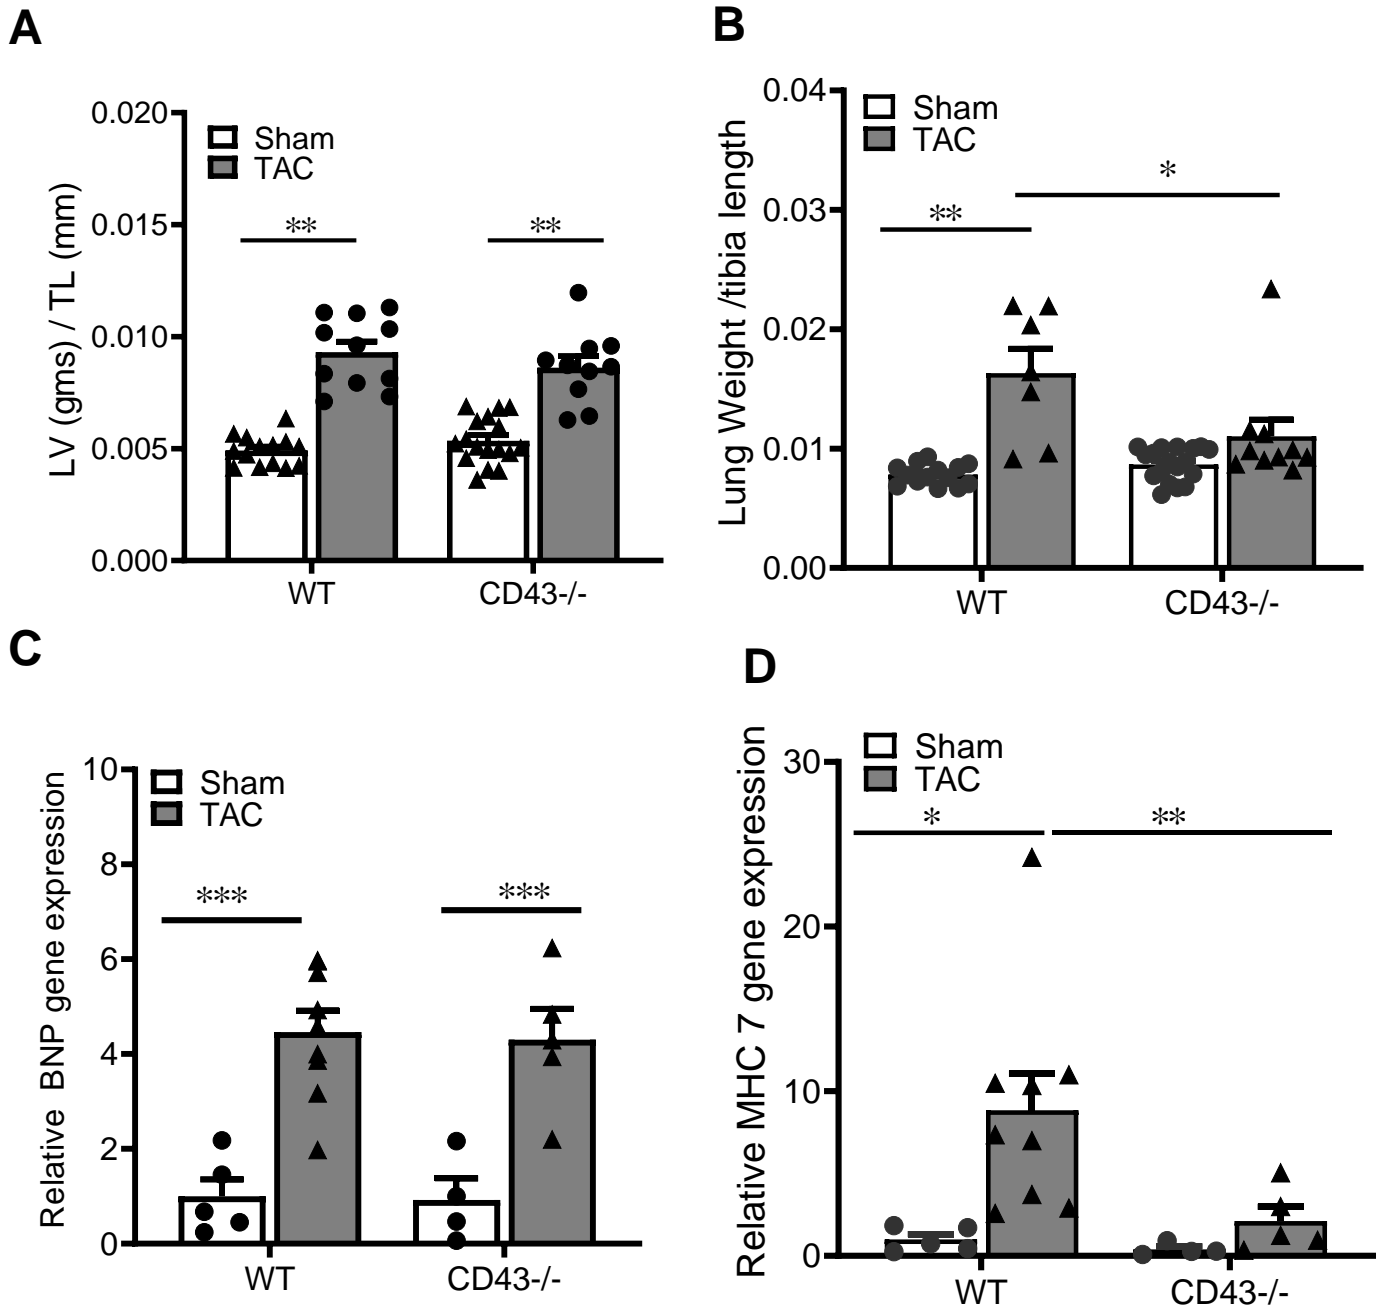 A
LV (gms) / TL (mm)
0.020
0.015
0.010
0.005
0.000
Sham
TAC
**
**
WT
CD43-/-
B
Lung Weight /tibia length
0.04
0.03
0.02
0.01
0.00
Sham
TAC
**
*
WT
CD43-/-
C
Relative BNP gene expression
10
8
6
4
2
0
Sham
TAC
***
***
WT
CD43-/-
D
Relative MHC 7 gene expression
30
20
10
0
Sham
TAC
*
**
WT
CD43-/-